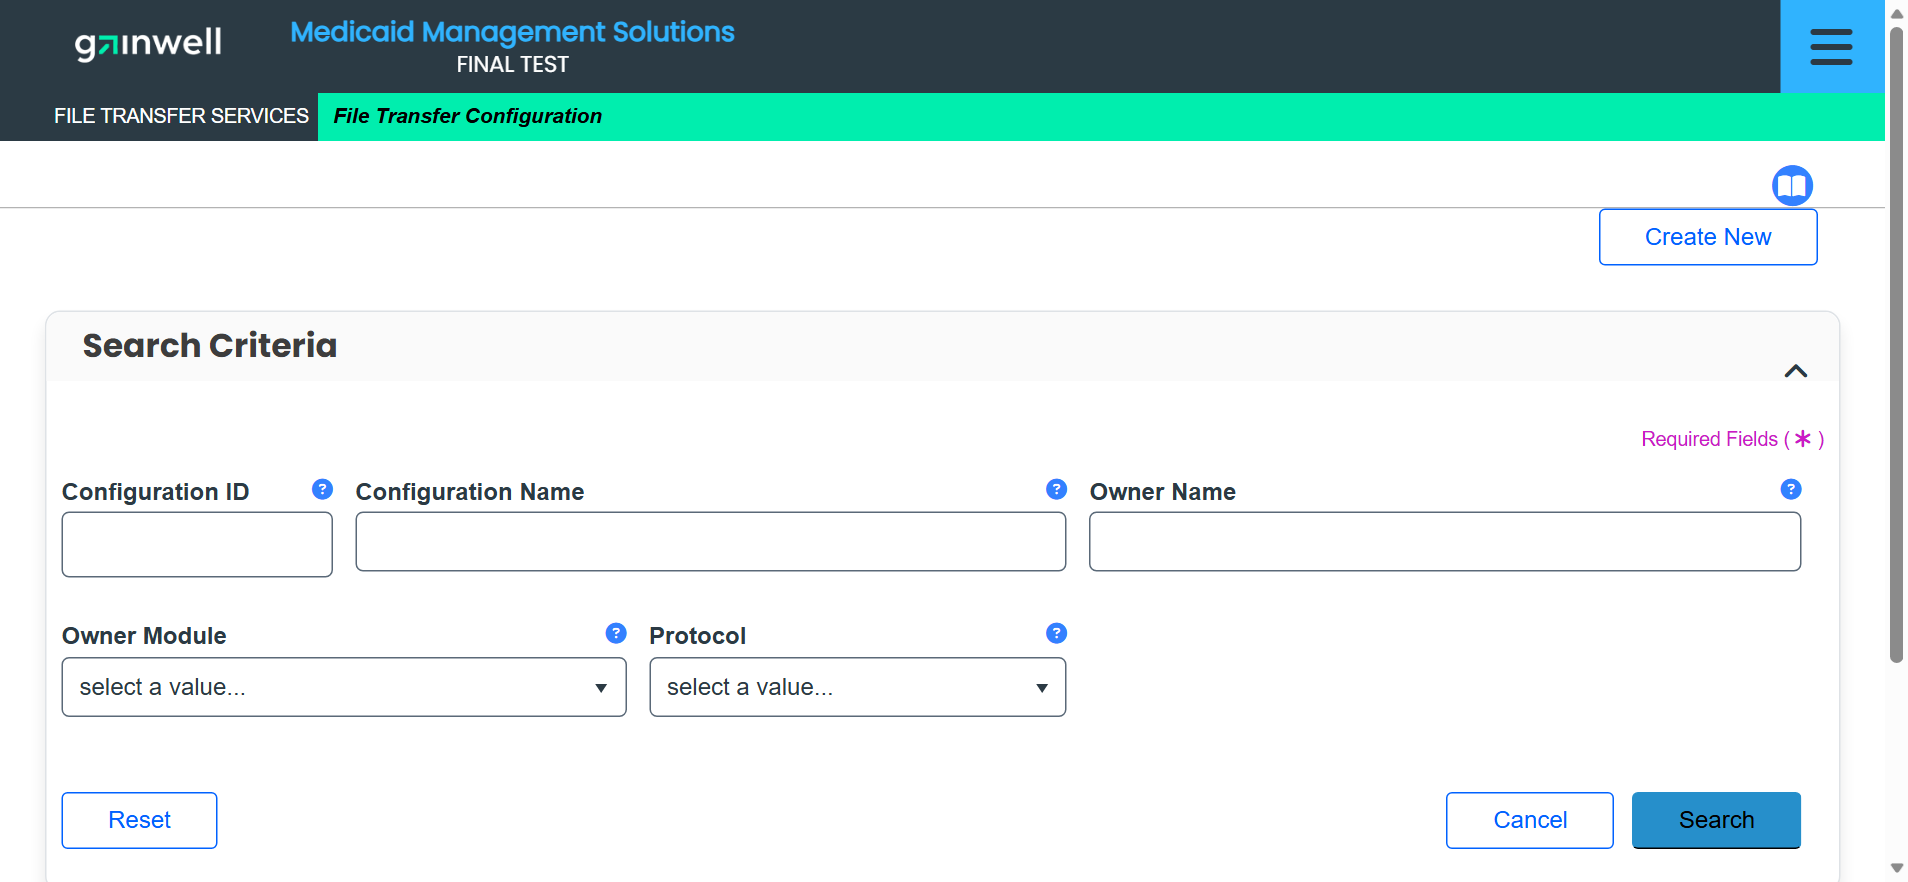 gainwell
Medicaid Management Solutions
FINAL TEST
FILE TRANSFER SERVICES
File Transfer Configuration
Create New
Search Criteria
Required Fields ( * )
Configuration ID ?
Configuration Name ?
Owner Name ?
Owner Module ?
Protocol ?
select a value...
select a value...
Reset
Cancel
Search